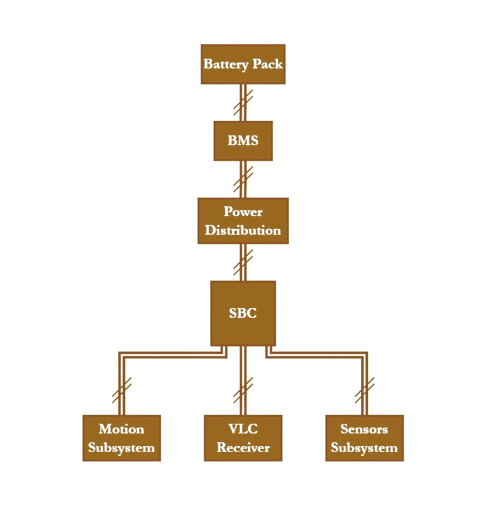 Battery Pack
BMS
Power
Distribution
SBC
Motion
Subsystem
VLC
Receiver
Sensors
Subsystem